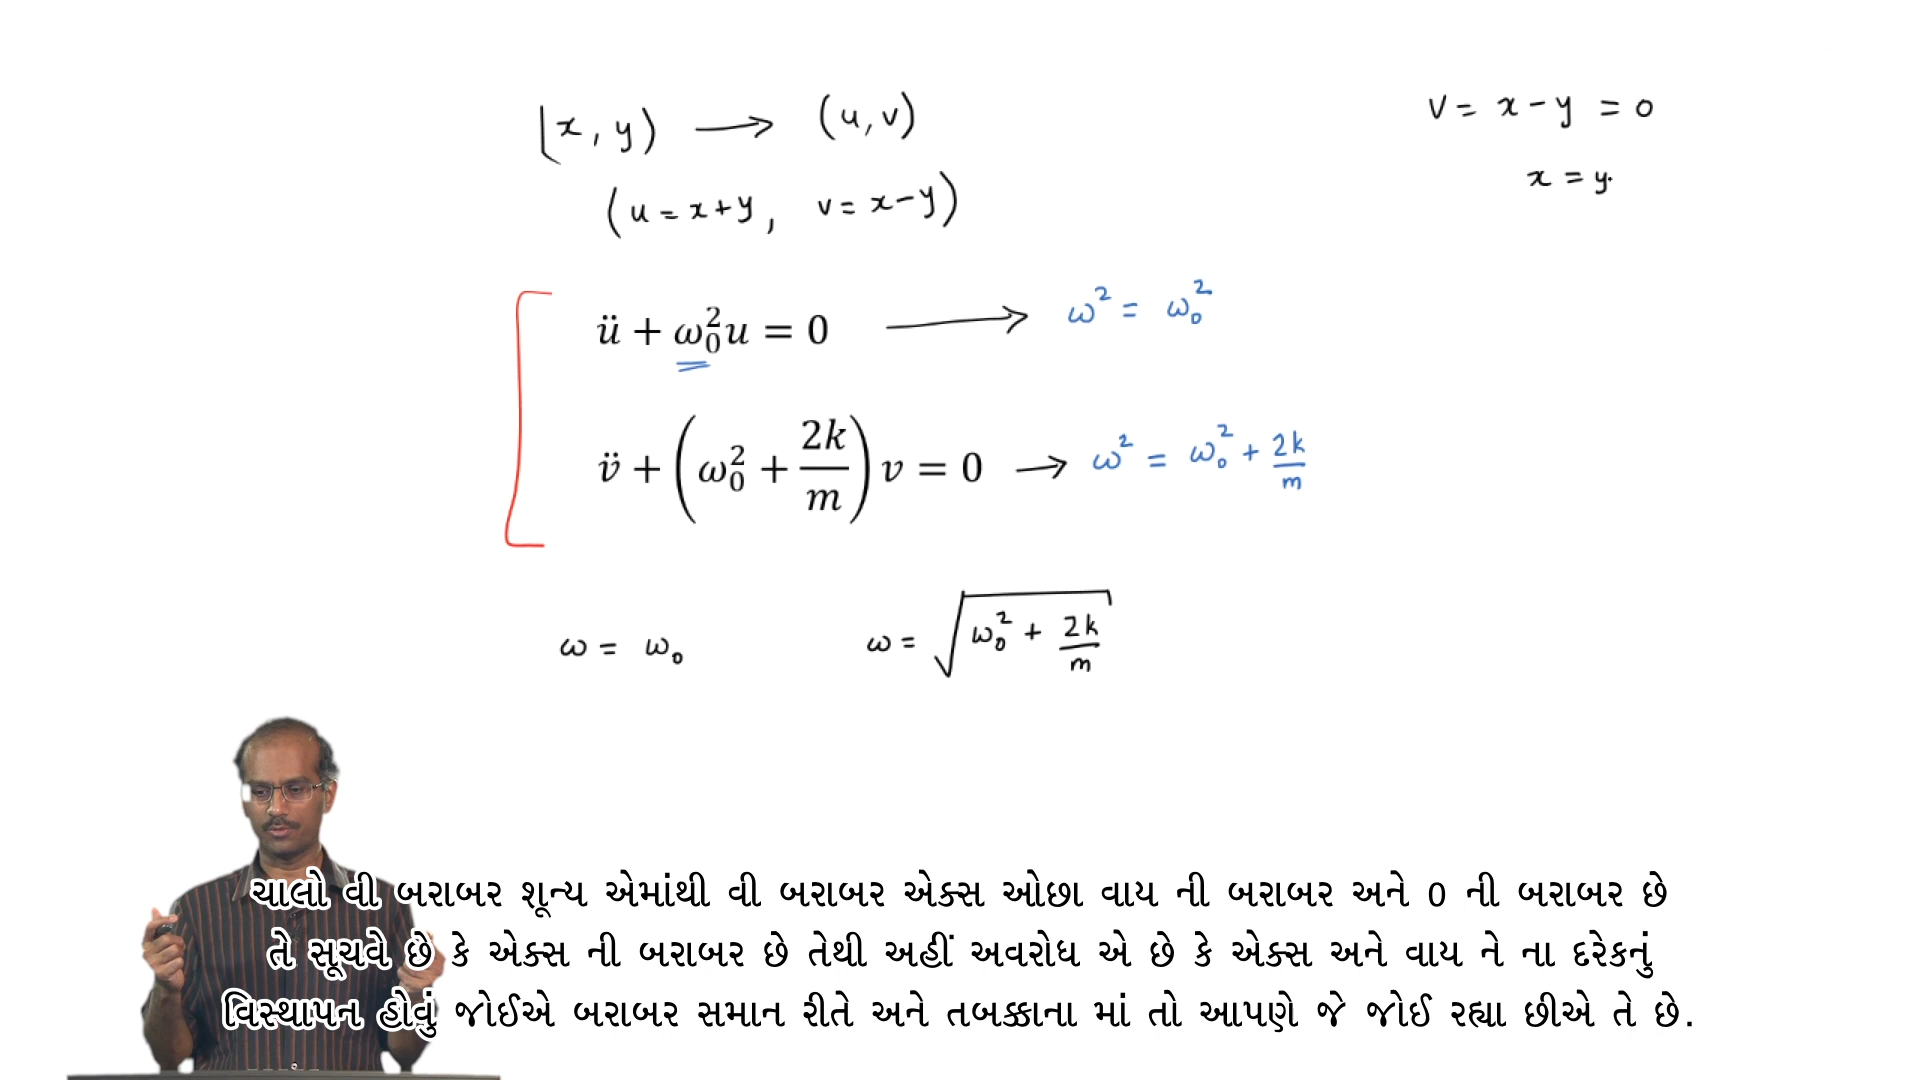 (x, y) ⟶ (u, v)
(u = x+y, v = x-y)
v = x - y = 0
x = y.
ü + ω₀²u = 0 ⟶ ω² = ω₀²
v̈ + (ω₀² + 2k/m) v = 0 → ω² = ω₀² + 2k/m
ω = ω₀ ω = √(ω₀² + 2k/m)
ચાલો વી બરાબર શૂન્ય એમાંથી વી બરાબર એક્સ ઓછા વાય ની બરાબર અને 0 ની બરાબર છે
તે સૂચવે છે કે એક્સ ની બરાબર છે તેથી અહીં અવરોધ એ છે કે એક્સ અને વાય ને ના દરેકનું
વિસ્થાપન હોવું જોઈએ બરાબર સમાન રીતે અને તબક્કાના માં તો આપણે જે જોઈ રહ્યા છીએ તે છે.